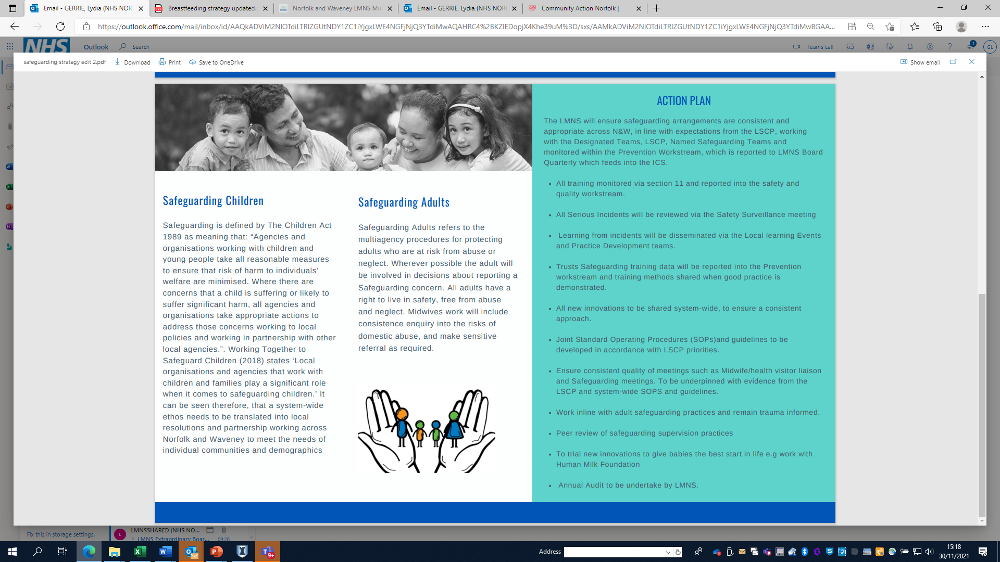 Email - GERRIE, Lydia (NHS NORF
Breastfeeding strategy updated.p
Norfolk and Waveney LMNS Mul
Email - GERRIE, Lydia (NHS NORF
Community Action Norfolk |
NHS
Outlook
Search
Teams call
1
GL
safeguarding strategy edit 2.pdf
Download
Print
Save to OneDrive
Show email
Safeguarding Children
Safeguarding is defined by The Children Act
1989 as meaning that: “Agencies and
organisations working with children and
young people take all reasonable measures
to ensure that risk of harm to individuals’
welfare are minimised. Where there are
concerns that a child is suffering or likely to
suffer significant harm, all agencies and
organisations take appropriate actions to
address those concerns working to local
policies and working in partnership with other
local agencies.”. Working Together to
Safeguard Children (2018) states ‘Local
organisations and agencies that work with
children and families play a significant role
when it comes to safeguarding children.’ It
can be seen therefore, that a system-wide
ethos needs to be translated into local
resolutions and partnership working across
Norfolk and Waveney to meet the needs of
individual communities and demographics
Safeguarding Adults
Safeguarding Adults refers to the
multiagency procedures for protecting
adults who are at risk from abuse or
neglect. Wherever possible the adult will
be involved in decisions about reporting a
Safeguarding concern. All adults have a
right to live in safety, free from abuse
and neglect. Midwives work will include
consistence enquiry into the risks of
domestic abuse, and make sensitive
referral as required.
ACTION PLAN
The LMNS will ensure safeguarding arrangements are consistent and
appropriate across N&W, in line with expectations from the LSCP, working
with the Designated Teams, LSCP, Named Safeguarding Teams and
monitored within the Prevention Workstream, which is reported to LMNS Board
Quarterly which feeds into the ICS.
• All training monitored via section 11 and reported into the safety and
quality workstream.
• All Serious Incidents will be reviewed via the Safety Surveillance meeting
• Learning from incidents will be disseminated via the Local learning Events
and Practice Development teams.
• Trusts Safeguarding training data will be reported into the Prevention
workstream and training methods shared when good practice is
demonstrated.
• All new innovations to be shared system-wide, to ensure a consistent
approach.
• Joint Standard Operating Procedures (SOPs)and guidelines to be
developed in accordance with LSCP priorities.
• Ensure consistent quality of meetings such as Midwife/health visitor liaison
and Safeguarding meetings. To be underpinned with evidence from the
LSCP and system-wide SOPS and guidelines.
• Work inline with adult safeguarding practices and remain trauma informed.
• Peer review of safeguarding supervision practices
• To trial new innovations to give babies the best start in life e.g work with
Human Milk Foundation
• Annual Audit to be undertake by LMNS.
Fix this in storage settings.
L
LMNSSHARED (NHS NO...
LMNS Extraordinary Boar...
09:26
9+
Address
15:18
30/11/2021